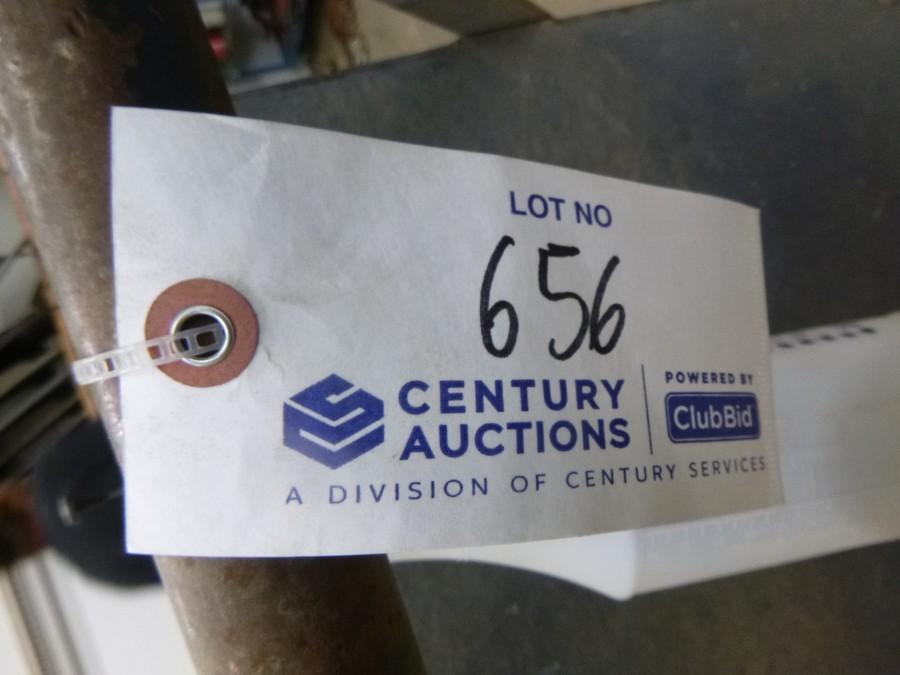 LOT NO
656
CENTURY
AUCTIONS
POWERED BY
ClubBid
A DIVISION OF CENTURY SERVICES